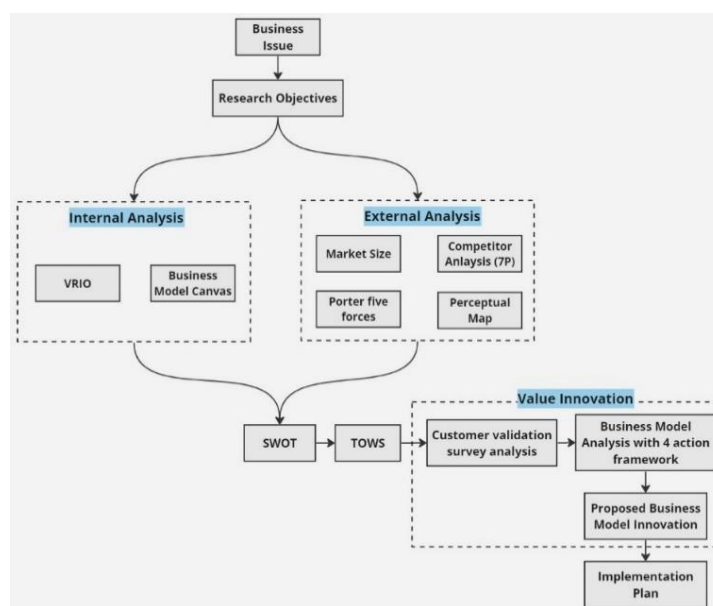 Business
Issue
Research Objectives
Internal Analysis
VRIO
Business
Model Canvas
External Analysis
Market Size
Competitor
Anlaysis (7P)
Porter five
forces
Perceptual
Map
SWOT
TOWS
Value Innovation
Customer validation
survey analysis
Business Model
Analysis with 4 action
framework
Proposed Business
Model Innovation
Implementation
Plan